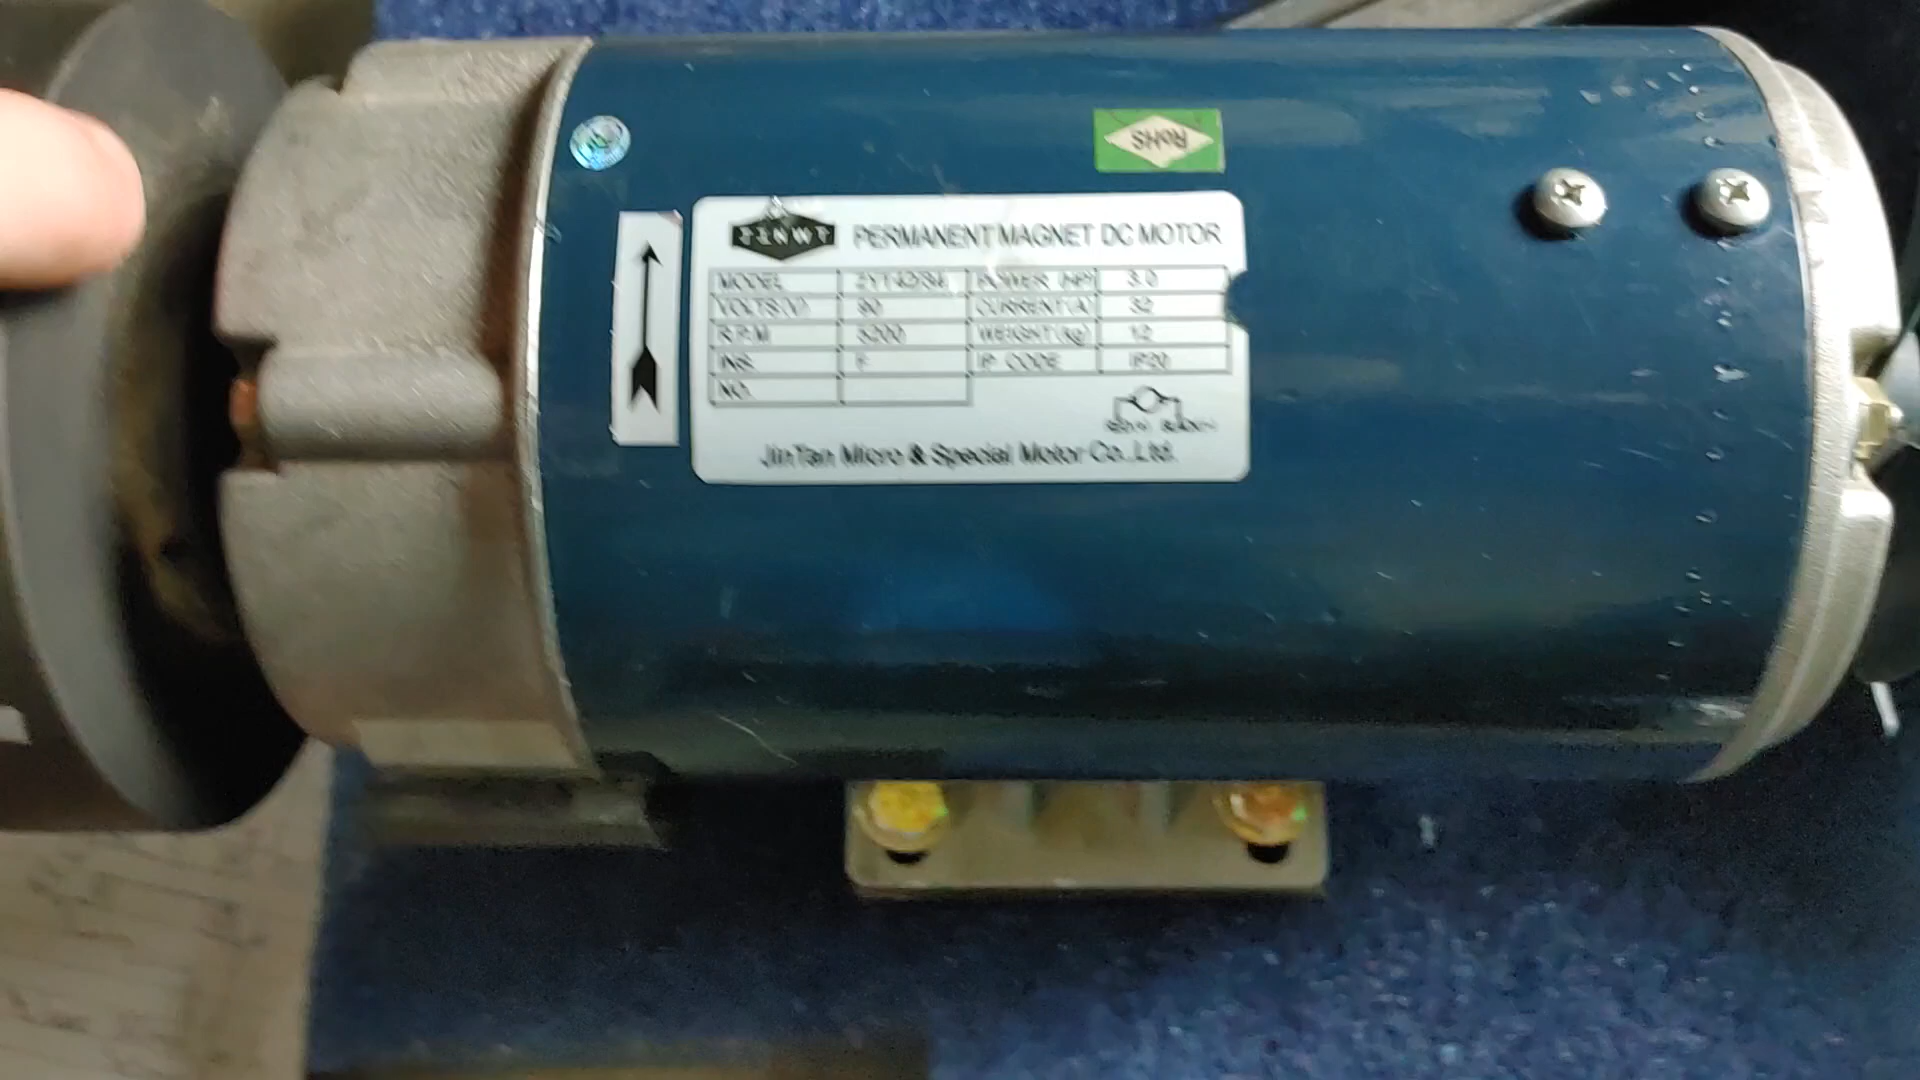 RoHS
PERMANENT MAGNET DC MOTOR
MODEL POWER (HP) 3.0
VOLTS(V) CURRENT(A) 32
R.P.M WEIGHT(kg) 12
INS. F IP CODE IP20
NO.
JinTan Micro & Special Motor Co.,Ltd.